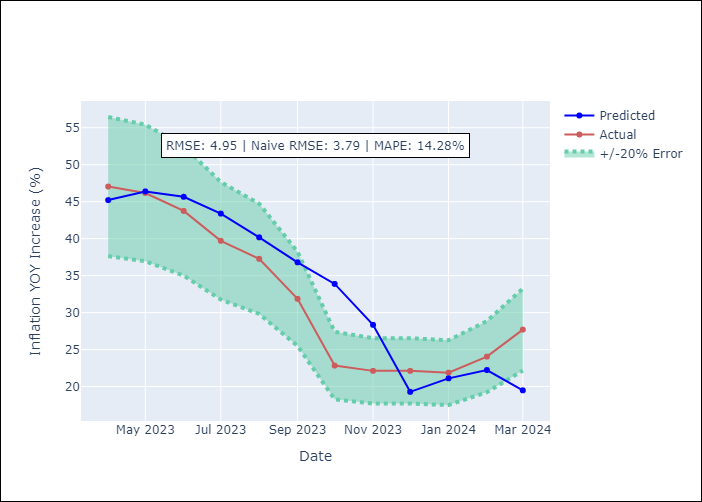 Predicted
Actual
+/-20% Error
RMSE: 4.95 | Naive RMSE: 3.79 | MAPE: 14.28%
Inflation YOY Increase (%)
55
50
45
40
35
30
25
20
May 2023
Jul 2023
Sep 2023
Nov 2023
Jan 2024
Mar 2024
Date